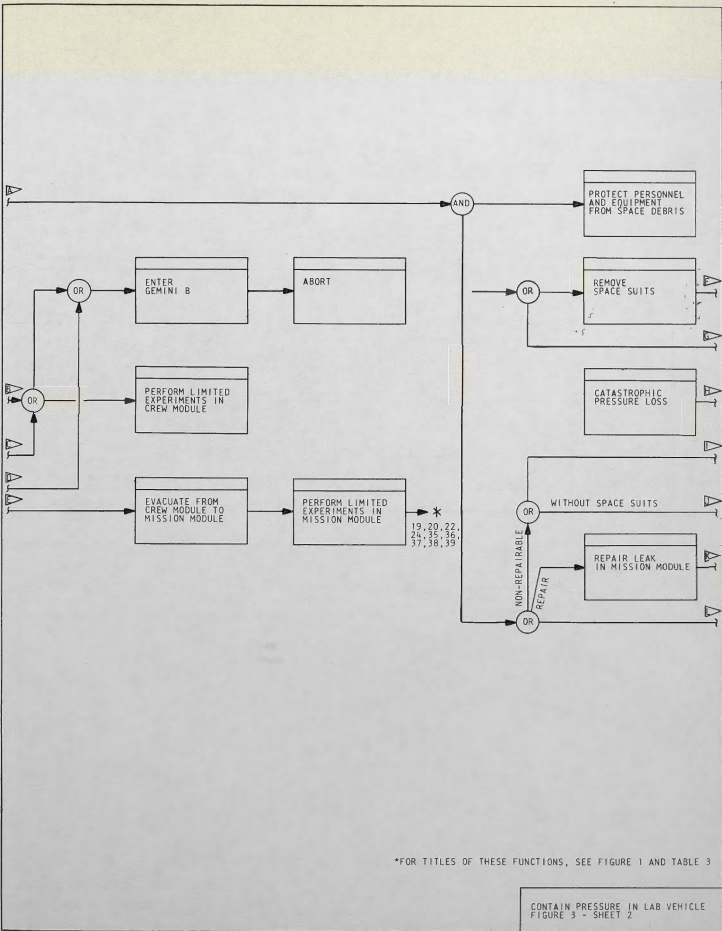 A
AND
PROTECT PERSONNEL
AND EQUIPMENT
FROM SPACE DEBRIS
OR
ENTER
GEMINI B
ABORT
OR
REMOVE
SPACE SUITS
F
G
B
OR
PERFORM LIMITED
EXPERIMENTS IN
CREW MODULE
CATASTROPHIC
PRESSURE LOSS
H
D
E
EVACUATE FROM
CREW MODULE TO
MISSION MODULE
PERFORM LIMITED
EXPERIMENTS IN
MISSION MODULE
*
19,20,22,
24,35,36,
37,38,39
OR
WITHOUT SPACE SUITS
NON-REPAIRABLE
REPAIR
REPAIR LEAK
IN MISSION MODULE
K
OR
*FOR TITLES OF THESE FUNCTIONS, SEE FIGURE 1 AND TABLE 3
CONTAIN PRESSURE IN LAB VEHICLE
FIGURE 3 - SHEET 2